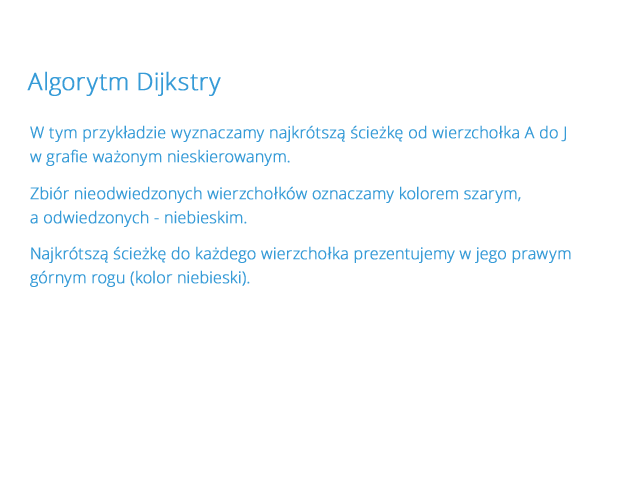 Algorytm Dijkstry
W tym przykładzie wyznaczamy najkrótszą ścieżkę od wierzchołka A do J
w grafie ważonym nieskierowanym.
Zbiór nieodwiedzonych wierzchołków oznaczamy kolorem szarym,
a odwiedzonych - niebieskim.
Najkrótszą ścieżkę do każdego wierzchołka prezentujemy w jego prawym
górnym rogu (kolor niebieski).